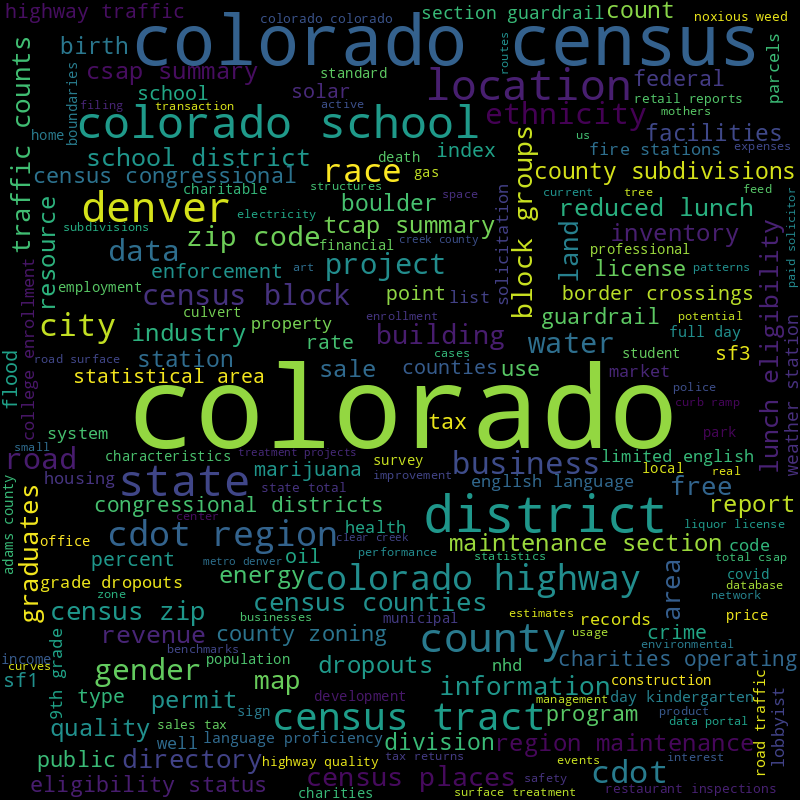 highway traffic
colorado colorado
section guardrail
count
noxious weed
colorado census
birth
routes
parcels
traffic counts
boundaries
csap summary
standard
location
federal
school
solar
retail reports
filing
transaction
active
mothers
ethnicity
colorado school
home
us
expenses
facilities
death
index
fire stations
school district
race
gas
block groups
county subdivisions
census congressional
charitable
structures
space
current
tree
feed
paid solicitor
denver
boulder
solicitation
land
reduced lunch
resource
electricity
tcap summary
subdivisions
zip code
financial
creek county
inventory
lunch eligibility
data
art
professional
enforcement
project
license
patterns
college enrollment
employment
census block
point
list
border crossings
culvert
enrollment
guardrail
potential
weather station
city
industry
property
rate
building
water
full day
flood
road surface
station
cases
student
sf3
statistical area
sale
counties
use
market
colorado
police
curb ramp
tax
park
system
small
characteristics
treatment projects
road
marijuana
survey
business
limited english
local
real
housing
state
state total
improvement
english language
free
adams county
graduates
congressional districts
district
report
center
health
liquor license
office
cdot region
clear creek
maintenance section
code
percent
oil
performance
statistics
total csap
metro denver
covid
grade dropouts
zone
energy
colorado highway
area
database
network
census zip
census counties
businesses
municipal
estimates
records
price
revenue
county zoning
county
usage
crime
9th grade
benchmarks
environmental
income
curves
population
gender
dropouts
nhd
charities operating
sf1
map
information
construction
type
permit
development
management
day kindergarten
road traffic
lobbyist
sign
census tract
program
product
quality
sales tax
data portal
well
language proficiency
division
region maintenance
public
directory
highway quality
tax returns
events
interest
eligibility status
census places
safety
cdot
charities
surface treatment
restaurant inspections